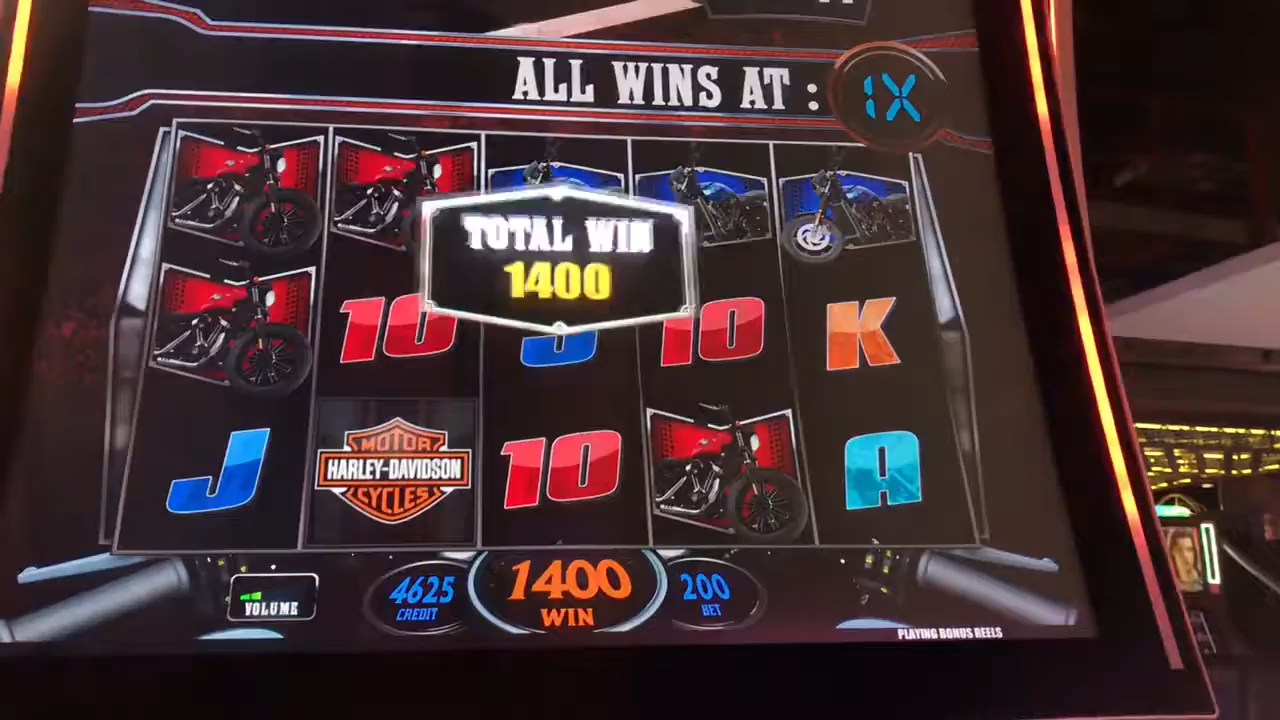 ALL WINS AT : 1X
TOTAL WIN
1400
10
10
K
J
MOTOR
HARLEY-DAVIDSON
CYCLES
10
A
VOLUME
4625
CREDIT
1400
WIN
200
BET
PLAYING BONUS REELS